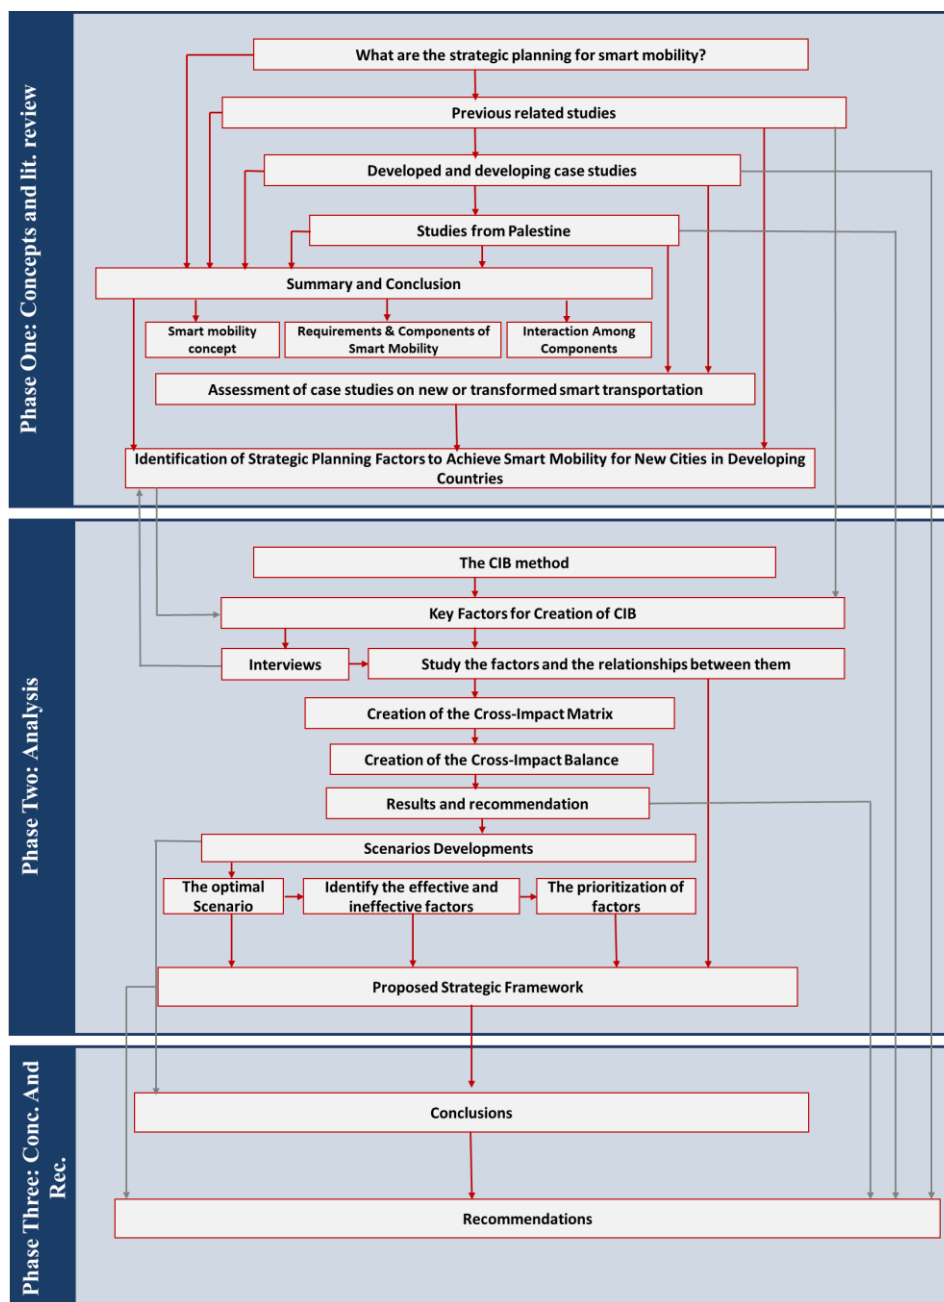 Phase One: Concepts and lit. review
What are the strategic planning for smart mobility?
Previous related studies
Developed and developing case studies
Studies from Palestine
Summary and Conclusion
Smart mobility
concept
Requirements & Components of
Smart Mobility
Interaction Among
Components
Assessment of case studies on new or transformed smart transportation
Identification of Strategic Planning Factors to Achieve Smart Mobility for New Cities in Developing
Countries
Phase Two: Analysis
The CIB method
Key Factors for Creation of CIB
Interviews
Study the factors and the relationships between them
Creation of the Cross-Impact Matrix
Creation of the Cross-Impact Balance
Results and recommendation
Scenarios Developments
The optimal
Scenario
Identify the effective and
ineffective factors
The prioritization of
factors
Proposed Strategic Framework
Phase Three: Conc. And
Rec.
Conclusions
Recommendations